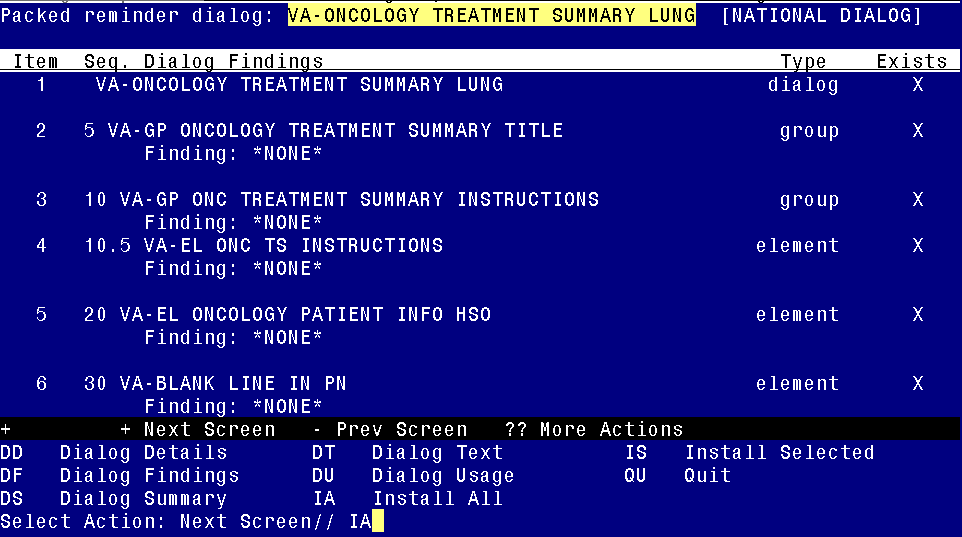 Packed reminder dialog: VA-ONCOLOGY TREATMENT SUMMARY LUNG [NATIONAL DIALOG]
Item Seq. Dialog Findings Type Exists
1 VA-ONCOLOGY TREATMENT SUMMARY LUNG dialog X
2 5 VA-GP ONCOLOGY TREATMENT SUMMARY TITLE group X
Finding: *NONE*
3 10 VA-GP ONC TREATMENT SUMMARY INSTRUCTIONS group X
Finding: *NONE*
4 10.5 VA-EL ONC TS INSTRUCTIONS element X
Finding: *NONE*
5 20 VA-EL ONCOLOGY PATIENT INFO HSO element X
Finding: *NONE*
6 30 VA-BLANK LINE IN PN element X
Finding: *NONE*
+ + Next Screen - Prev Screen ?? More Actions
DD Dialog Details DT Dialog Text IS Install Selected
DF Dialog Findings DU Dialog Usage QU Quit
DS Dialog Summary IA Install All
Select Action: Next Screen// IA